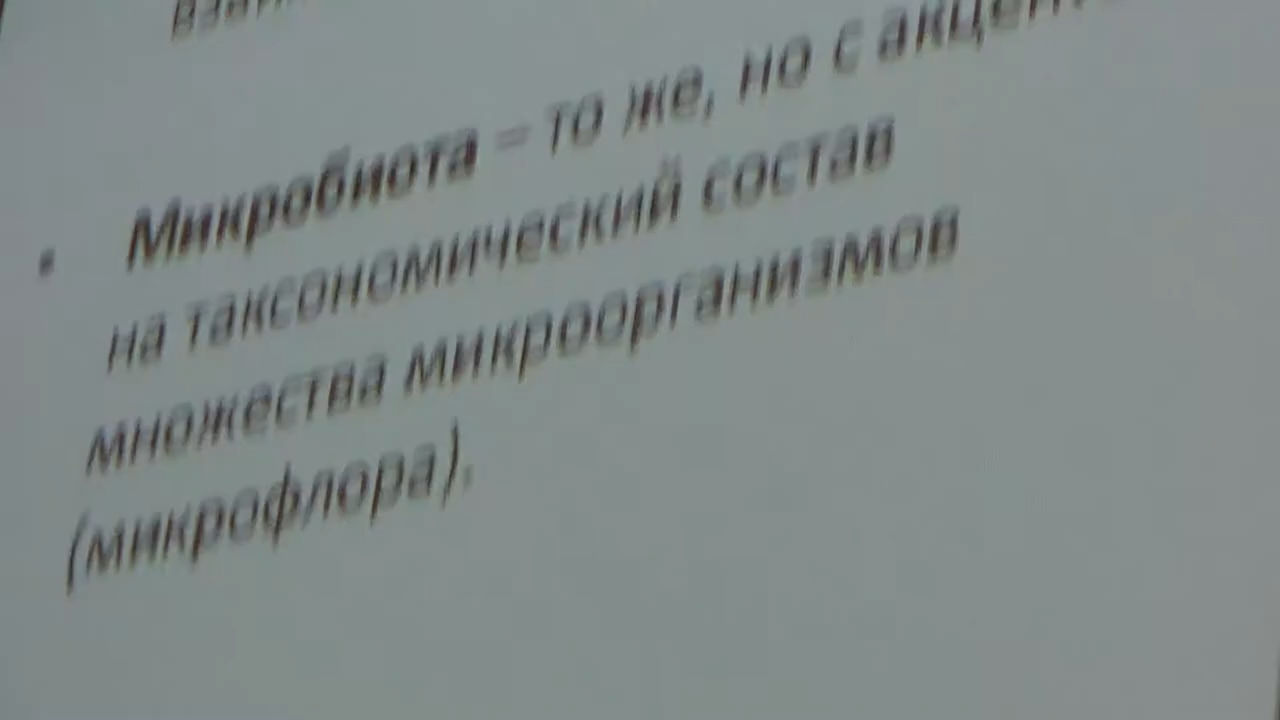 Микробиота – то же, но с
на таксономический состав
множества микроорганизмов
(микрофлора).